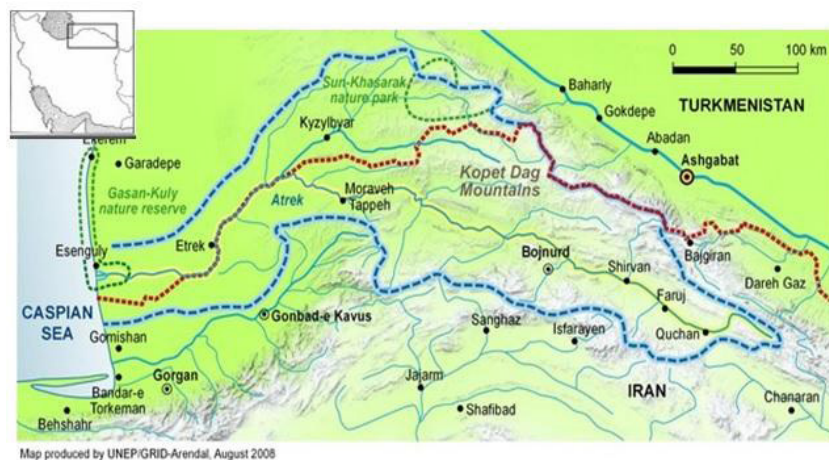 0 50 100 km
Sun-Khasarak
nature park
Baharly
Gokdepe
TURKMENISTAN
Kyzylbyar
Abadan
Ekerem
Garadepe
Ashgabat
Gasan-Kuly
nature reserve
Atrek
Moraveh
Tappeh
Kopet Dag
Mountains
Etrek
Esenguly
Bajgiran
Bojnurd
Shirvan
Dareh Gaz
CASPIAN
SEA
Faruj
Gonbad-e Kavus
Gomishan
Sanghaz
Isfarayen
Quchan
Gorgan
Jajarm
IRAN
Bandar-e
Torkeman
Shafibad
Chanaran
Behshahr
Map produced by UNEP/GRID-Arendal, August 2008